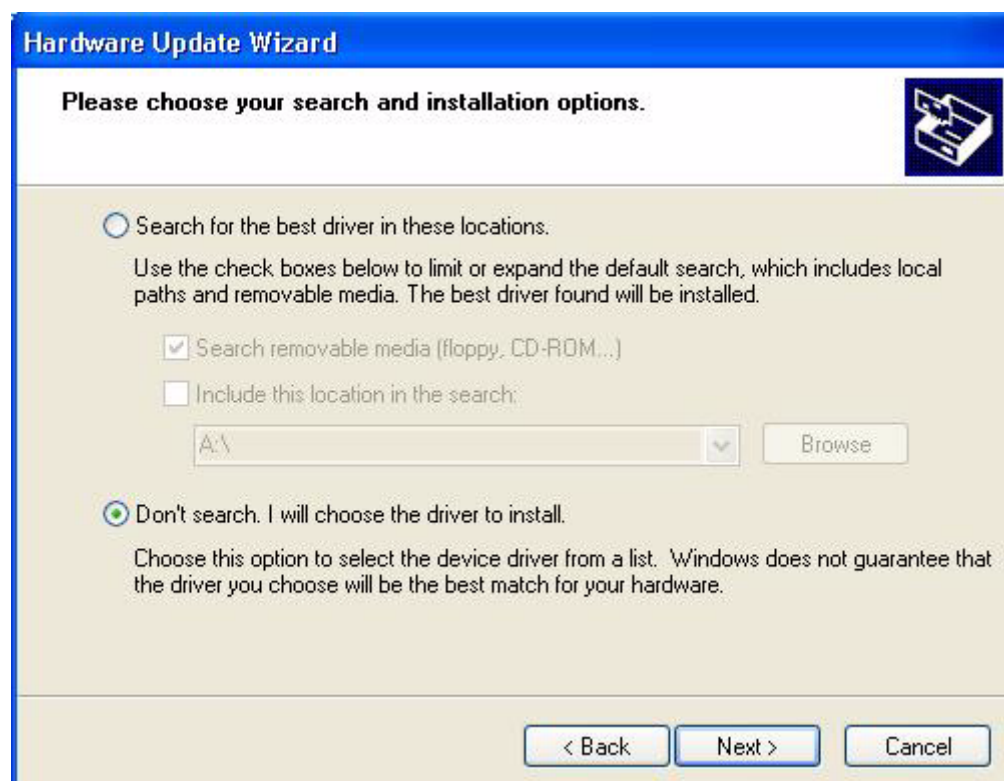 Hardware Update Wizard
Please choose your search and installation options.
Search for the best driver in these locations.
Use the check boxes below to limit or expand the default search, which includes local
paths and removable media. The best driver found will be installed.
Search removable media (floppy, CD-ROM...)
Include this location in the search:
A:\
Browse
Don't search. I will choose the driver to install.
Choose this option to select the device driver from a list.  Windows does not guarantee that
the driver you choose will be the best match for your hardware.
< Back
Next >
Cancel